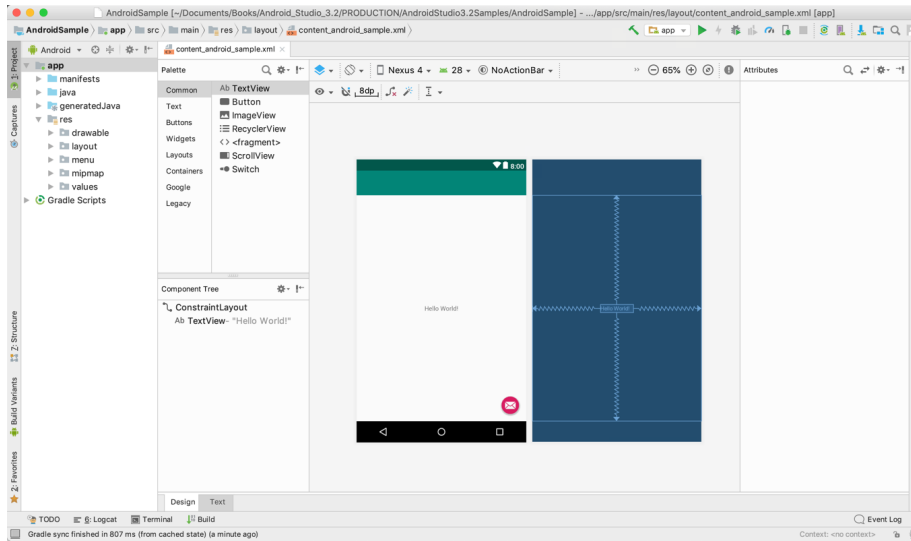 AndroidSample [~/Documents/Books/Android_Studio_3.2/PRODUCTION/AndroidStudio3.2Samples/AndroidSample] - .../app/src/main/res/layout/content_android_sample.xml [app]
AndroidSample app src main res layout content_android_sample.xml app
Android
content_android_sample.xml
1: Project
Captures
Z: Structure
Build Variants
2: Favorites
app
manifests
java
generatedJava
res
drawable
layout
menu
mipmap
values
Gradle Scripts
Palette
Common
Text
Buttons
Widgets
Layouts
Containers
Google
Legacy
Ab TextView
Button
ImageView
RecyclerView
<> <fragment>
ScrollView
Switch
Component Tree
ConstraintLayout
Ab TextView- "Hello World!"
Nexus 4 28 NoActionBar 65%
8dp
8:00
Hello World!
Hello World!
Attributes
Design Text
TODO 6: Logcat Terminal Build Event Log
Gradle sync finished in 807 ms (from cached state) (a minute ago) Context: <no context>